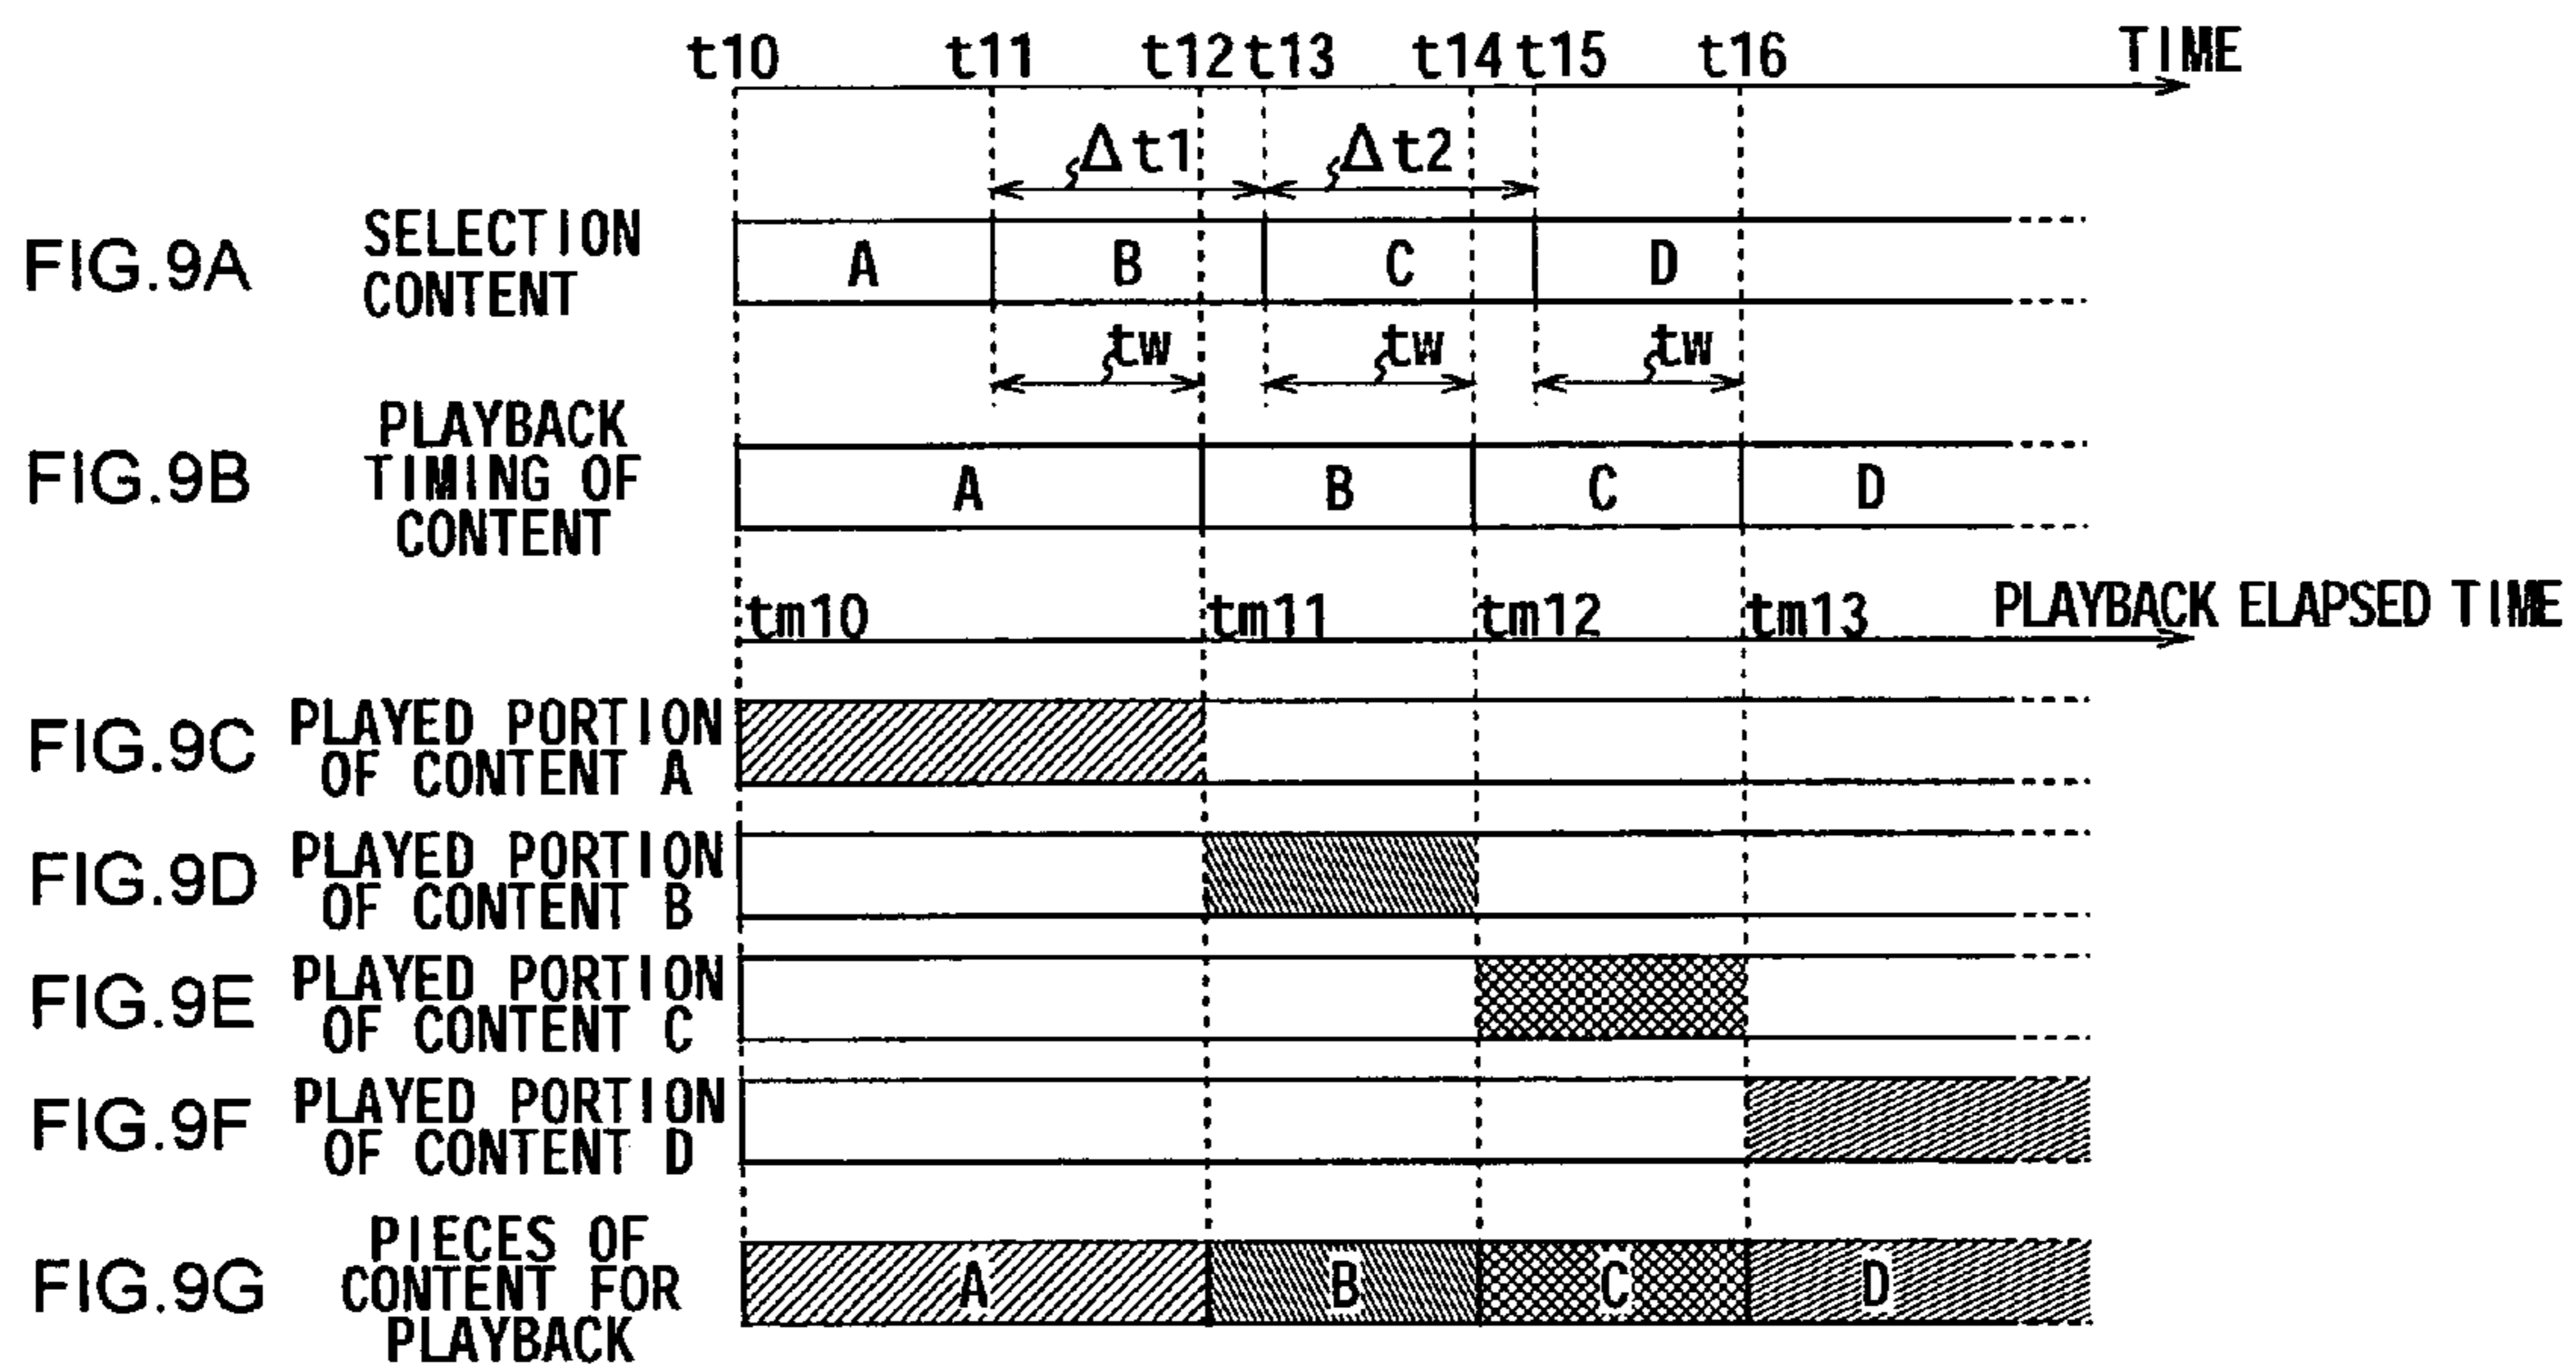 t10 t11 t12 t13 t14 t15 t16 TIME
Δt1 Δt2
FIG.9A SELECTION CONTENT A B C D
tw tw tw
FIG.9B PLAYBACK TIMING OF CONTENT A B C D
tm10 tm11 tm12 tm13 PLAYBACK ELAPSED TIME
FIG.9C PLAYED PORTION OF CONTENT A
FIG.9D PLAYED PORTION OF CONTENT B
FIG.9E PLAYED PORTION OF CONTENT C
FIG.9F PLAYED PORTION OF CONTENT D
FIG.9G PIECES OF CONTENT FOR PLAYBACK A B C D